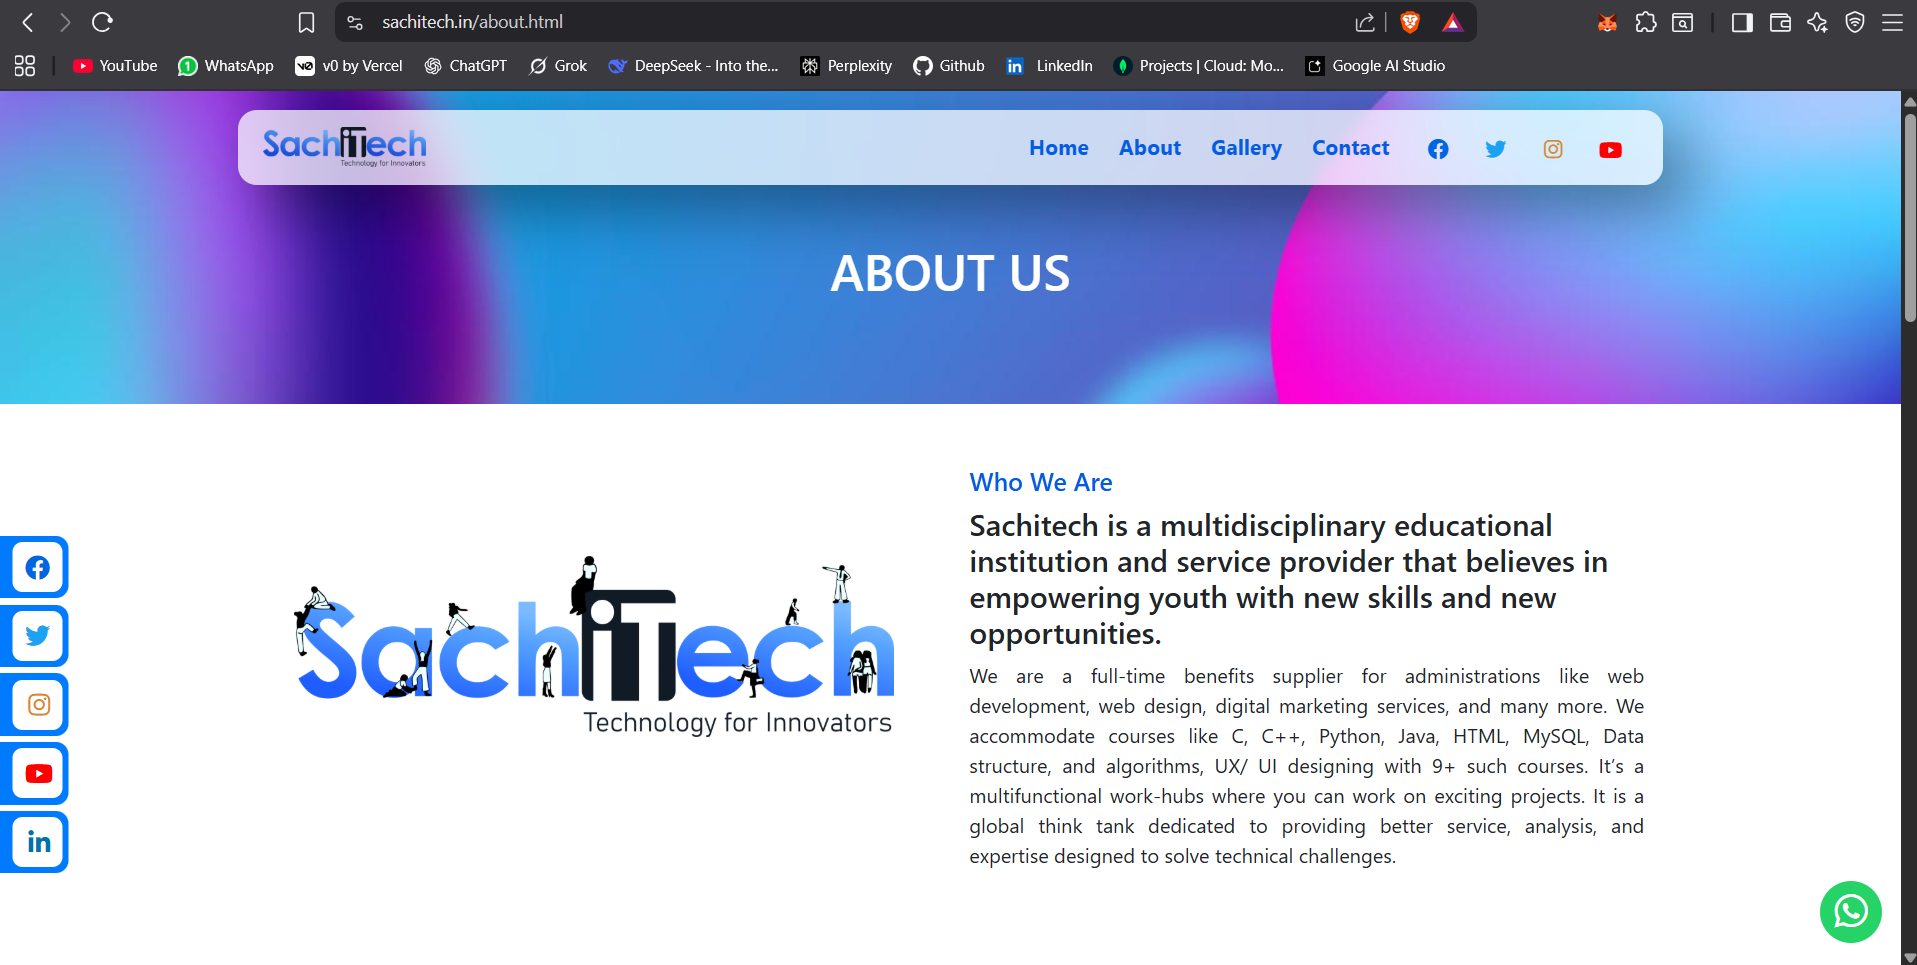 sachitech.in/about.html
YouTube WhatsApp v0 by Vercel ChatGPT Grok DeepSeek - Into the... Perplexity Github LinkedIn Projects | Cloud: Mo... Google AI Studio
SachiTech
Technology for Innovators
Home About Gallery Contact
ABOUT US
SachiTech
Technology for Innovators
Who We Are
Sachitech is a multidisciplinary educational
institution and service provider that believes in
empowering youth with new skills and new
opportunities.
We are a full-time benefits supplier for administrations like web
development, web design, digital marketing services, and many more. We
accommodate courses like C, C++, Python, Java, HTML, MySQL, Data
structure, and algorithms, UX/ UI designing with 9+ such courses. It’s a
multifunctional work-hubs where you can work on exciting projects. It is a
global think tank dedicated to providing better service, analysis, and
expertise designed to solve technical challenges.